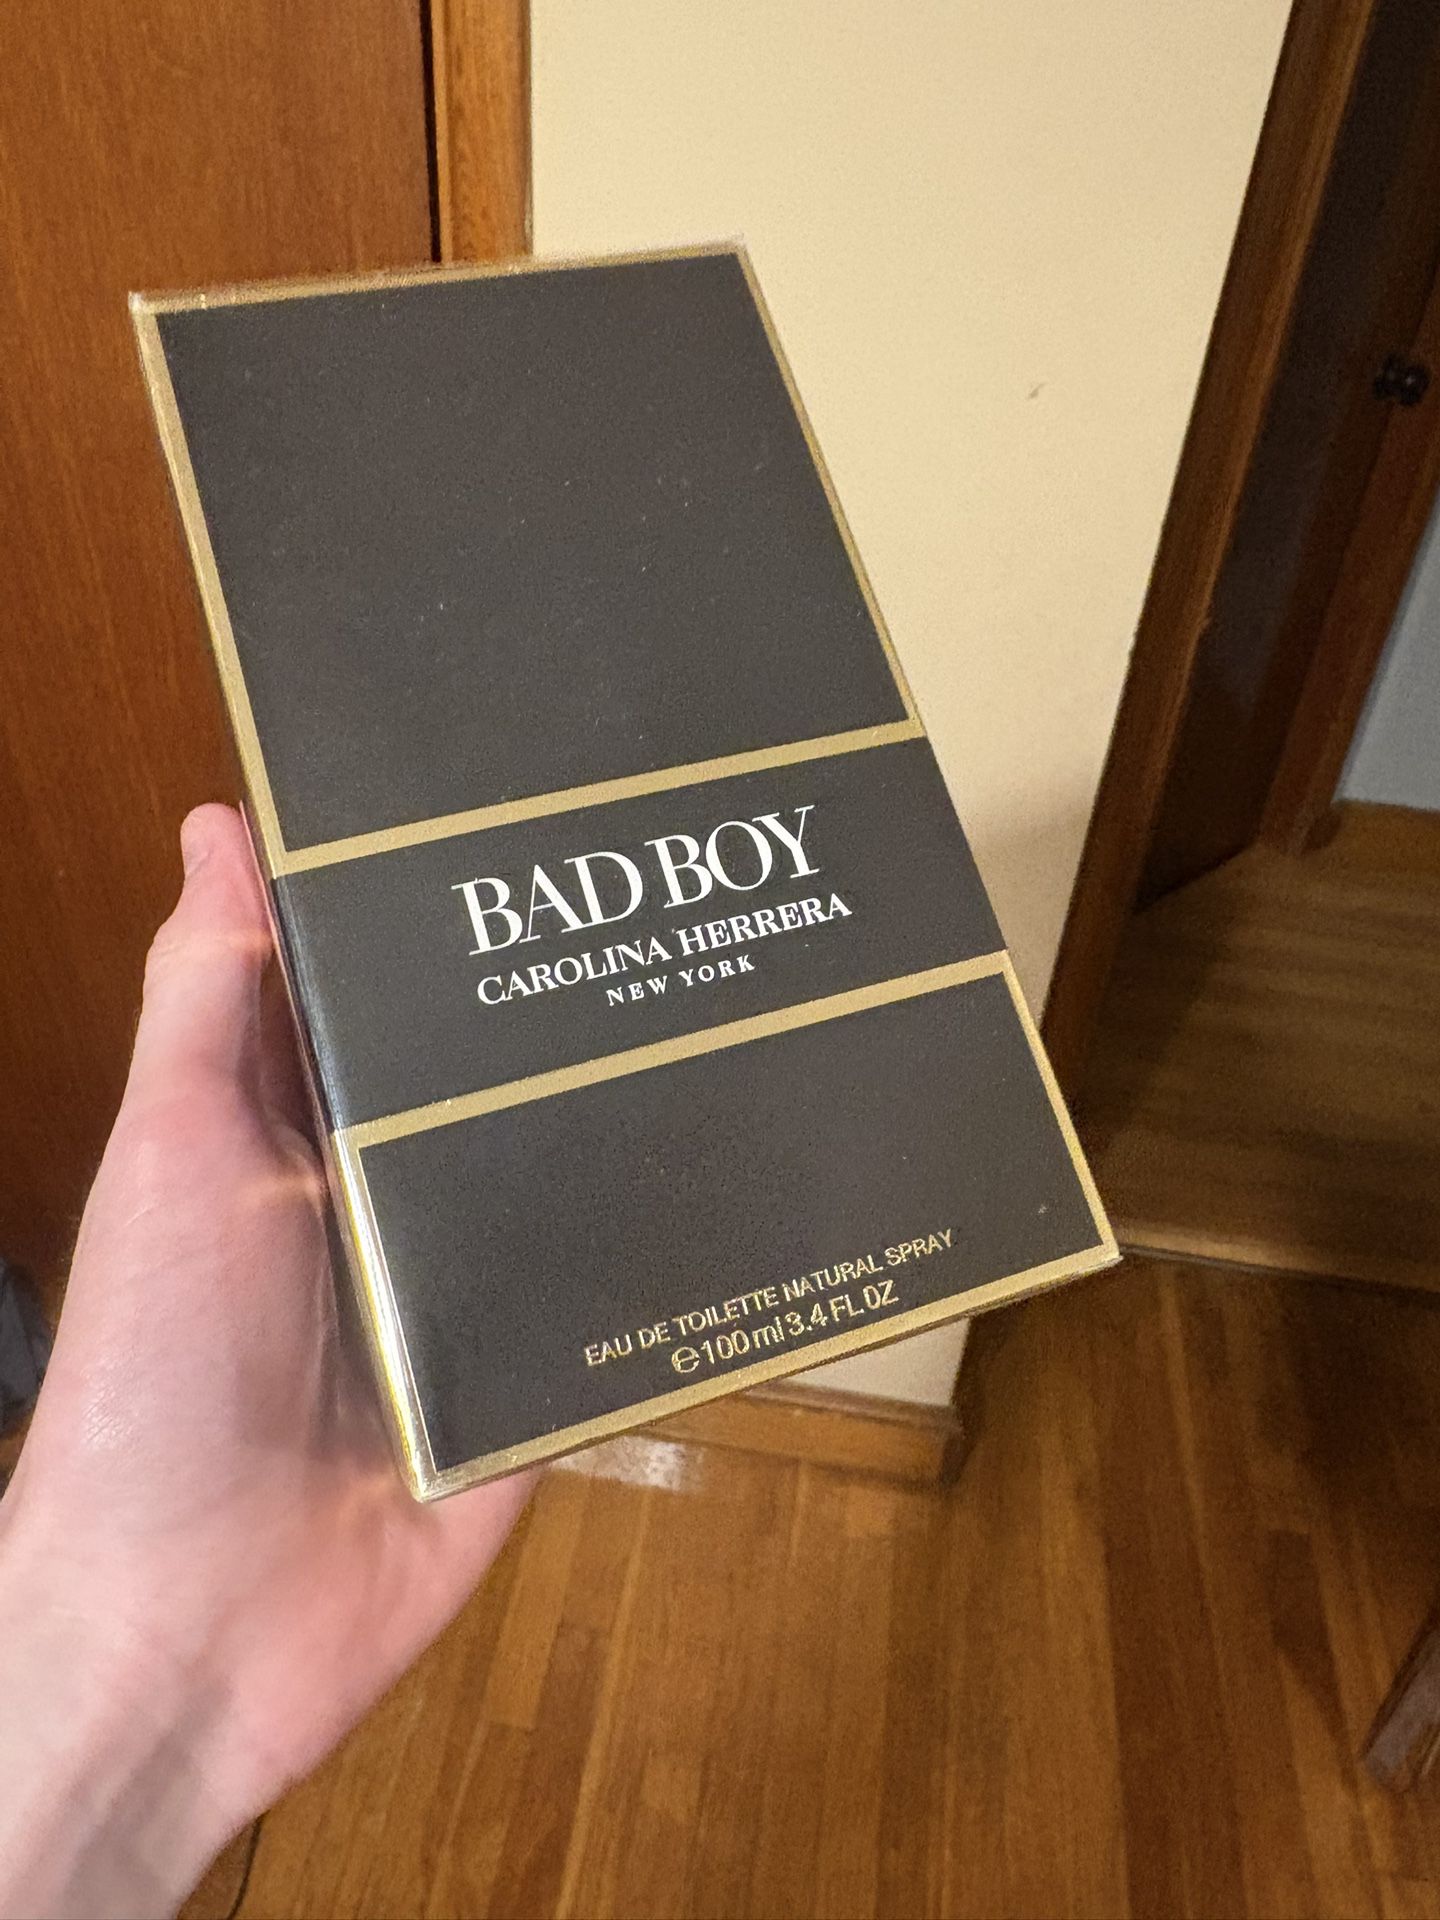 BAD BOY
CAROLINA HERRERA
NEW YORK
EAU DE TOILETTE NATURAL SPRAY
℮100 ml 3.4 FL OZ